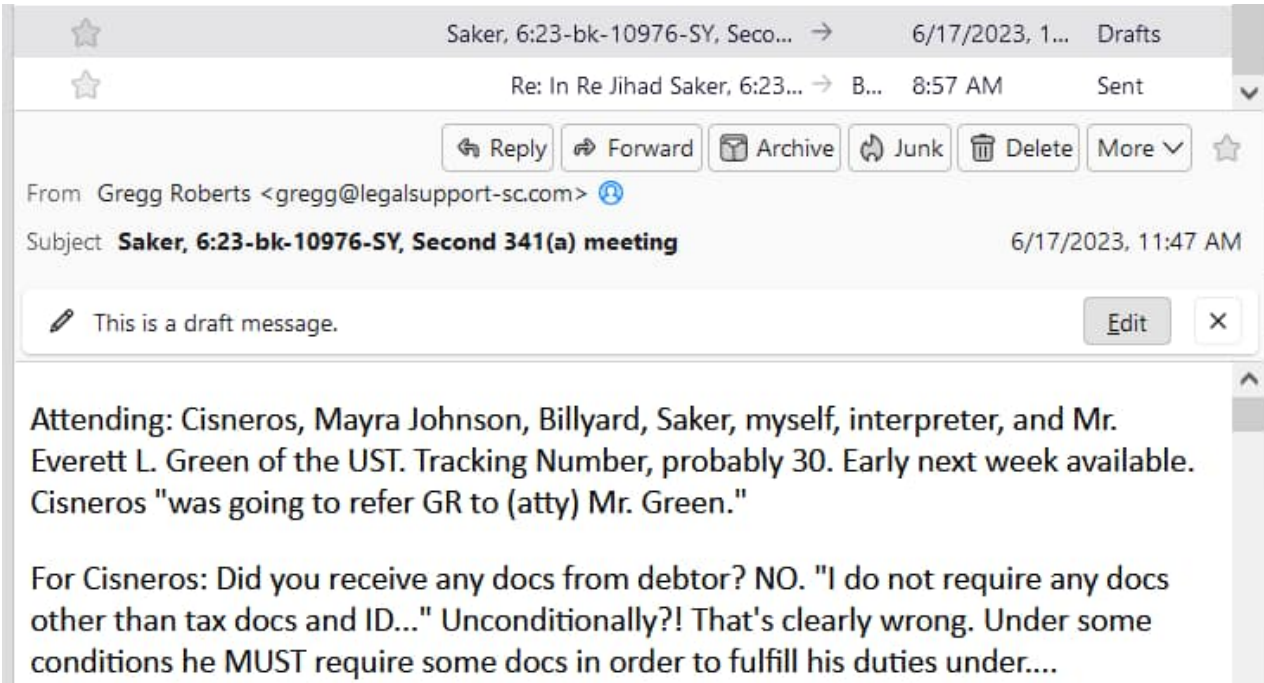 Saker, 6:23-bk-10976-SY, Seco... → 6/17/2023, 1... Drafts
Re: In Re Jihad Saker, 6:23... → B... 8:57 AM Sent
Reply Forward Archive Junk Delete More
From Gregg Roberts <gregg@legalsupport-sc.com>
Subject Saker, 6:23-bk-10976-SY, Second 341(a) meeting 6/17/2023, 11:47 AM
This is a draft message. Edit ×
Attending: Cisneros, Mayra Johnson, Billyard, Saker, myself, interpreter, and Mr.
Everett L. Green of the UST. Tracking Number, probably 30. Early next week available.
Cisneros "was going to refer GR to (atty) Mr. Green."
For Cisneros: Did you receive any docs from debtor? NO. "I do not require any docs
other than tax docs and ID..." Unconditionally?! That's clearly wrong. Under some
conditions he MUST require some docs in order to fulfill his duties under....